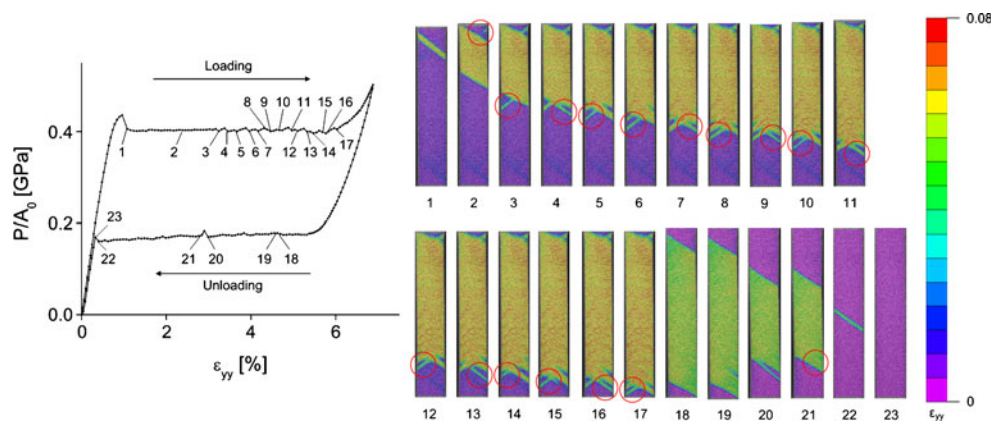 P/A0 [GPa]
0.4
0.2
0.0
0 2 4 6
εyy [%]
Loading
8 9 10 11 15 16
1 2 3 4 5 6 7 12 13 14 17
23
22 21 20 19 18
Unloading
1 2 3 4 5 6 7 8 9 10 11
12 13 14 15 16 17 18 19 20 21 22 23
0.08
0
εyy